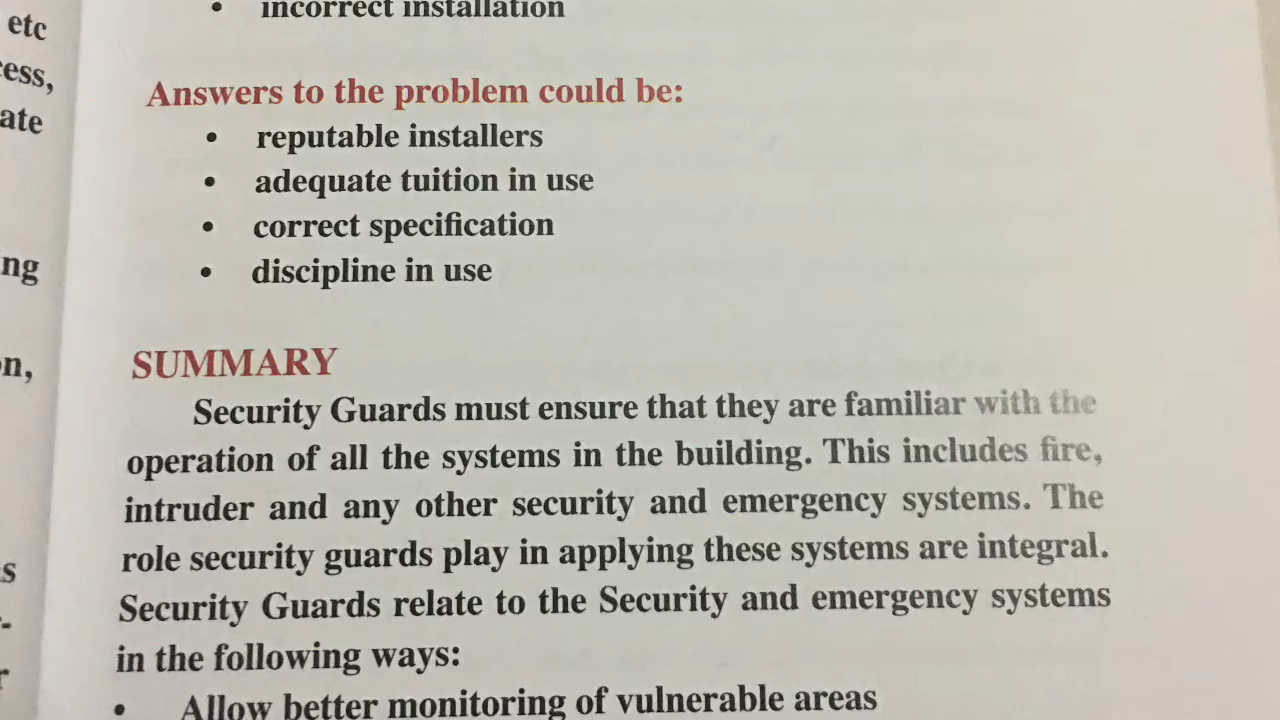 etc
ess,
ate
ng
n,
s
-
r
• incorrect installation
Answers to the problem could be:
• reputable installers
• adequate tuition in use
• correct specification
• discipline in use
SUMMARY
Security Guards must ensure that they are familiar with the
operation of all the systems in the building. This includes fire,
intruder and any other security and emergency systems. The
role security guards play in applying these systems are integral.
Security Guards relate to the Security and emergency systems
in the following ways:
• Allow better monitoring of vulnerable areas